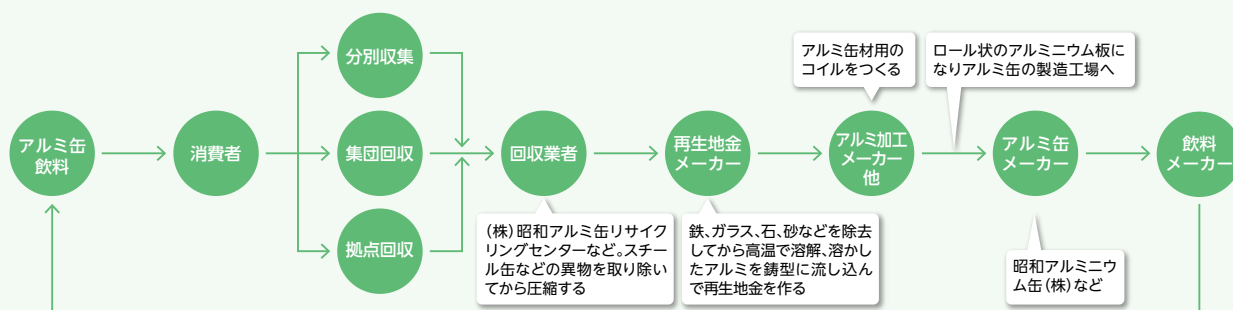 アルミ缶
飲料
消費者
分別収集
集団回収
拠点回収
回収業者
(株)昭和アルミ缶リサイク
リングセンターなど。スチー
ル缶などの異物を取り除い
てから圧縮する
再生地金
メーカー
鉄、ガラス、石、砂などを除去
してから高温で溶解、溶かし
たアルミを鋳型に流し込ん
で再生地金を作る
アルミ缶材用の
コイルをつくる
アルミ加工
メーカー
他
ロール状のアルミニウム板に
なりアルミ缶の製造工場へ
アルミ缶
メーカー
昭和アルミニウ
ム缶(株)など
飲料
メーカー